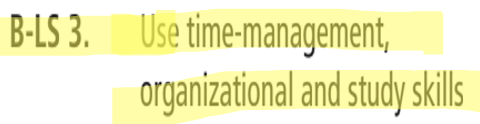 B-LS 3. Use time-management,
organizational and study skills